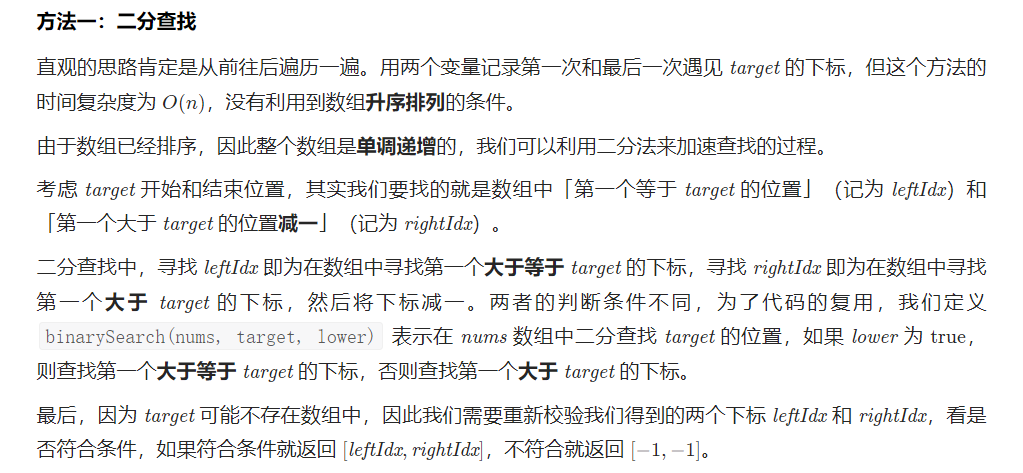 方法一：二分查找
直观的思路肯定是从前往后遍历一遍。用两个变量记录第一次和最后一次遇见 target 的下标，但这个方法的
时间复杂度为 O(n)，没有利用到数组升序排列的条件。
由于数组已经排序，因此整个数组是单调递增的，我们可以利用二分法来加速查找的过程。
考虑 target 开始和结束位置，其实我们要找的就是数组中「第一个等于 target 的位置」（记为 leftIdx）和
「第一个大于 target 的位置减一」（记为 rightIdx）。
二分查找中，寻找 leftIdx 即为在数组中寻找第一个大于等于 target 的下标，寻找 rightIdx 即为在数组中寻找
第一个大于 target 的下标，然后将下标减一。两者的判断条件不同，为了代码的复用，我们定义
binarySearch(nums, target, lower) 表示在 nums 数组中二分查找 target 的位置，如果 lower 为 true，
则查找第一个大于等于 target 的下标，否则查找第一个大于 target 的下标。
最后，因为 target 可能不存在数组中，因此我们需要重新校验我们得到的两个下标 leftIdx 和 rightIdx，看是
否符合条件，如果符合条件就返回 [leftIdx, rightIdx]，不符合就返回 [−1, −1]。